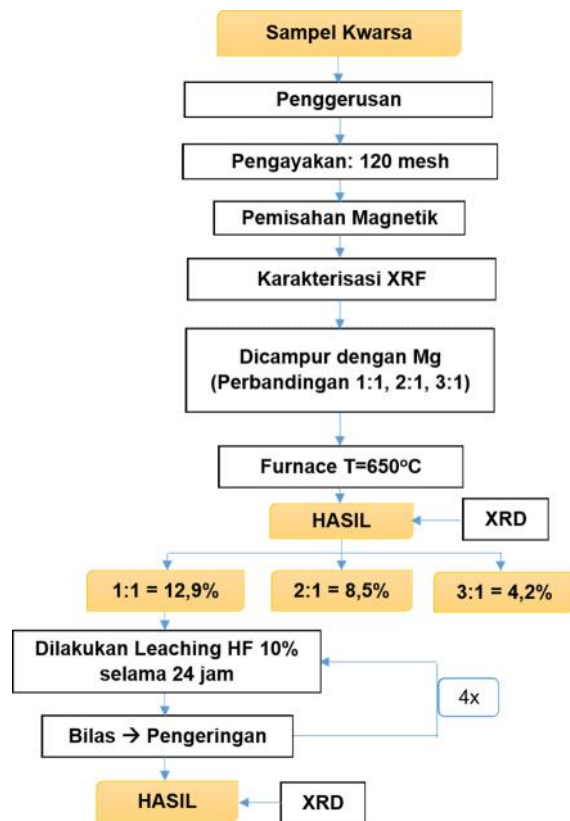 Sampel Kwarsa
Penggerusan
Pengayakan: 120 mesh
Pemisahan Magnetik
Karakterisasi XRF
Dicampur dengan Mg
(Perbandingan 1:1, 2:1, 3:1)
Furnace T=650°C
HASIL
XRD
1:1 = 12,9%
2:1 = 8,5%
3:1 = 4,2%
Dilakukan Leaching HF 10%
selama 24 jam
4x
Bilas → Pengeringan
HASIL
XRD